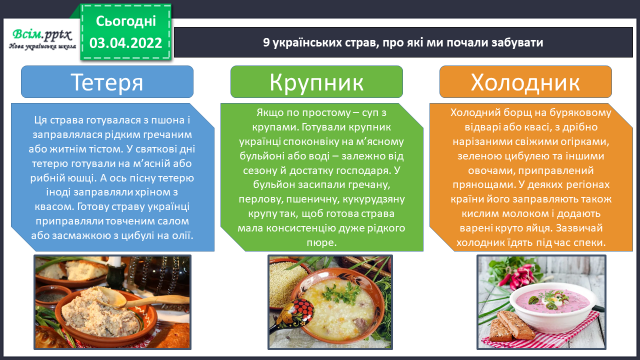 Всім.pptx
Нова українська школа
Сьогодні
03.04.2022
9 українських страв, про які ми почали забувати
Тетеря
Ця страва готувалася з пшона і
заправлялася рідким гречаним
або житнім тістом. У святкові дні
тетерю готували на м'ясній або
рибній юшці. А ось пісну тетерю
іноді заправляли хріном з
квасом. Готову страву українці
приправляли товченим салом
або засмажкою з цибулі на олії.
Крупник
Якщо по простому – суп з
крупами. Готували крупник
українці споконвіку на м'ясному
бульйоні або воді – залежно від
сезону й достатку господаря. У
бульйон засипали гречану,
перлову, пшеничну, кукурудзяну
крупу так, щоб готова страва
мала консистенцію дуже рідкого
пюре.
Холодник
Холодний борщ на буряковому
відварі або квасі, з дрібно
нарізаними свіжими огірками,
зеленою цибулею та іншими
овочами, приправлений
прянощами. У деяких регіонах
країни його заправляють також
кислим молоком і додають
варені круто яйця. Зазвичай
холодник їдять під час спеки.